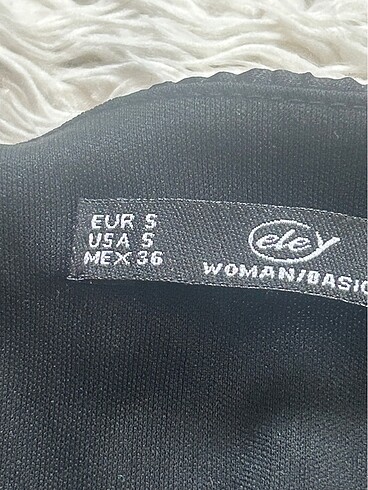 EUR S
USA S
MEX 36
eley
WOMAN/BASIC